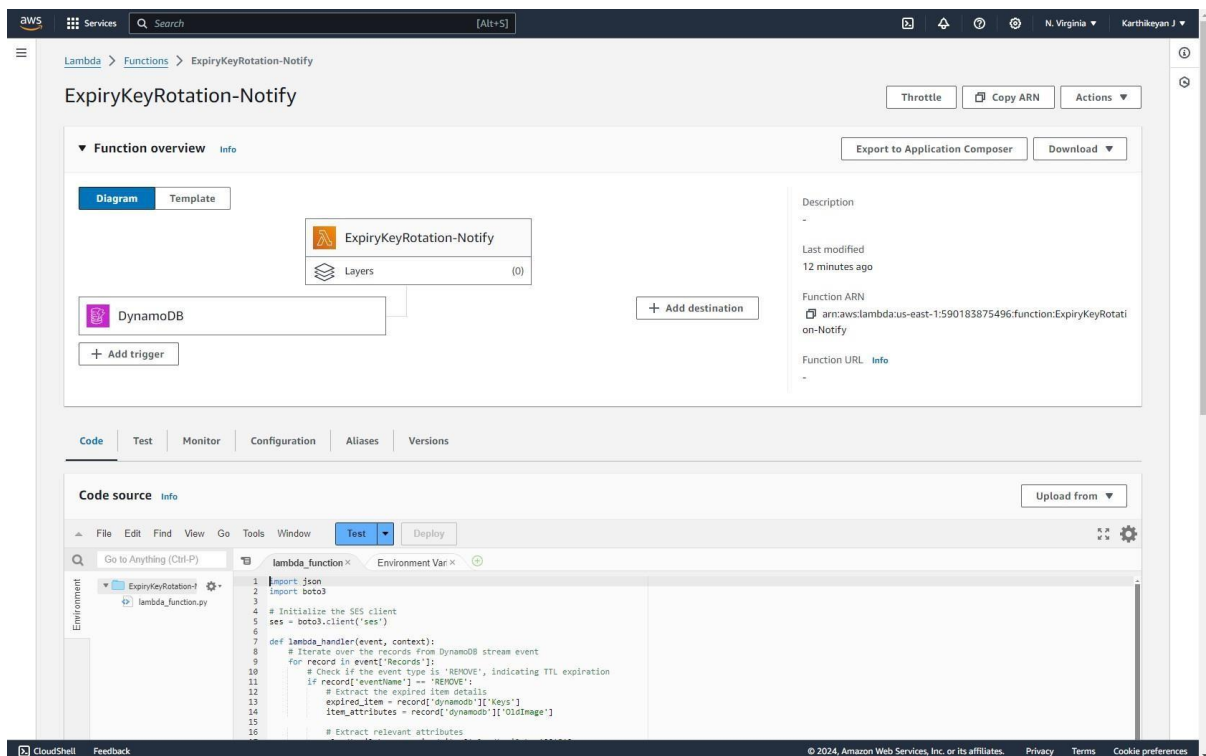 aws Services Search [Alt+S] N. Virginia Karthikeyan J
Lambda > Functions > ExpiryKeyRotation-Notify
ExpiryKeyRotation-Notify
Throttle Copy ARN Actions
Function overview Info
Export to Application Composer Download
Diagram Template
ExpiryKeyRotation-Notify
Layers (0)
DynamoDB
+ Add trigger
+ Add destination
Description
-
Last modified
12 minutes ago
Function ARN
arn:aws:lambda:us-east-1:590183875496:function:ExpiryKeyRotati
on-Notify
Function URL Info
-
Code Test Monitor Configuration Aliases Versions
Code source Info
Upload from
File Edit Find View Go Tools Window Test Deploy
Go to Anything (Ctrl-P)
lambda_function × Environment Var ×
Environment
ExpiryKeyRotation-
lambda_function.py
1 import json
2 import boto3
3
4 # Initialize the SES client
5 ses = boto3.client('ses')
6
7 def lambda_handler(event, context):
8 # Iterate over the records from DynamoDB stream event
9 for record in event['Records']:
10 # Check if the event type is 'REMOVE', indicating TTL expiration
11 if record['eventName'] == 'REMOVE':
12 # Extract the expired item details
13 expired_item = record['dynamodb']['Keys']
14 item_attributes = record['dynamodb']['OldImage']
15
16 # Extract relevant attributes
CloudShell Feedback © 2024, Amazon Web Services, Inc. or its affiliates. Privacy Terms Cookie preferences